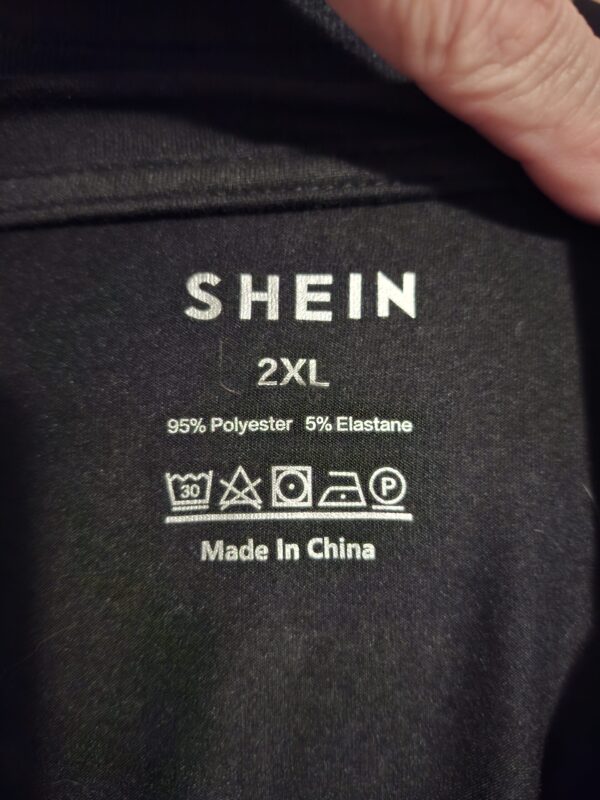 SHEIN
2XL
95% Polyester 5% Elastane
30 P
Made In China